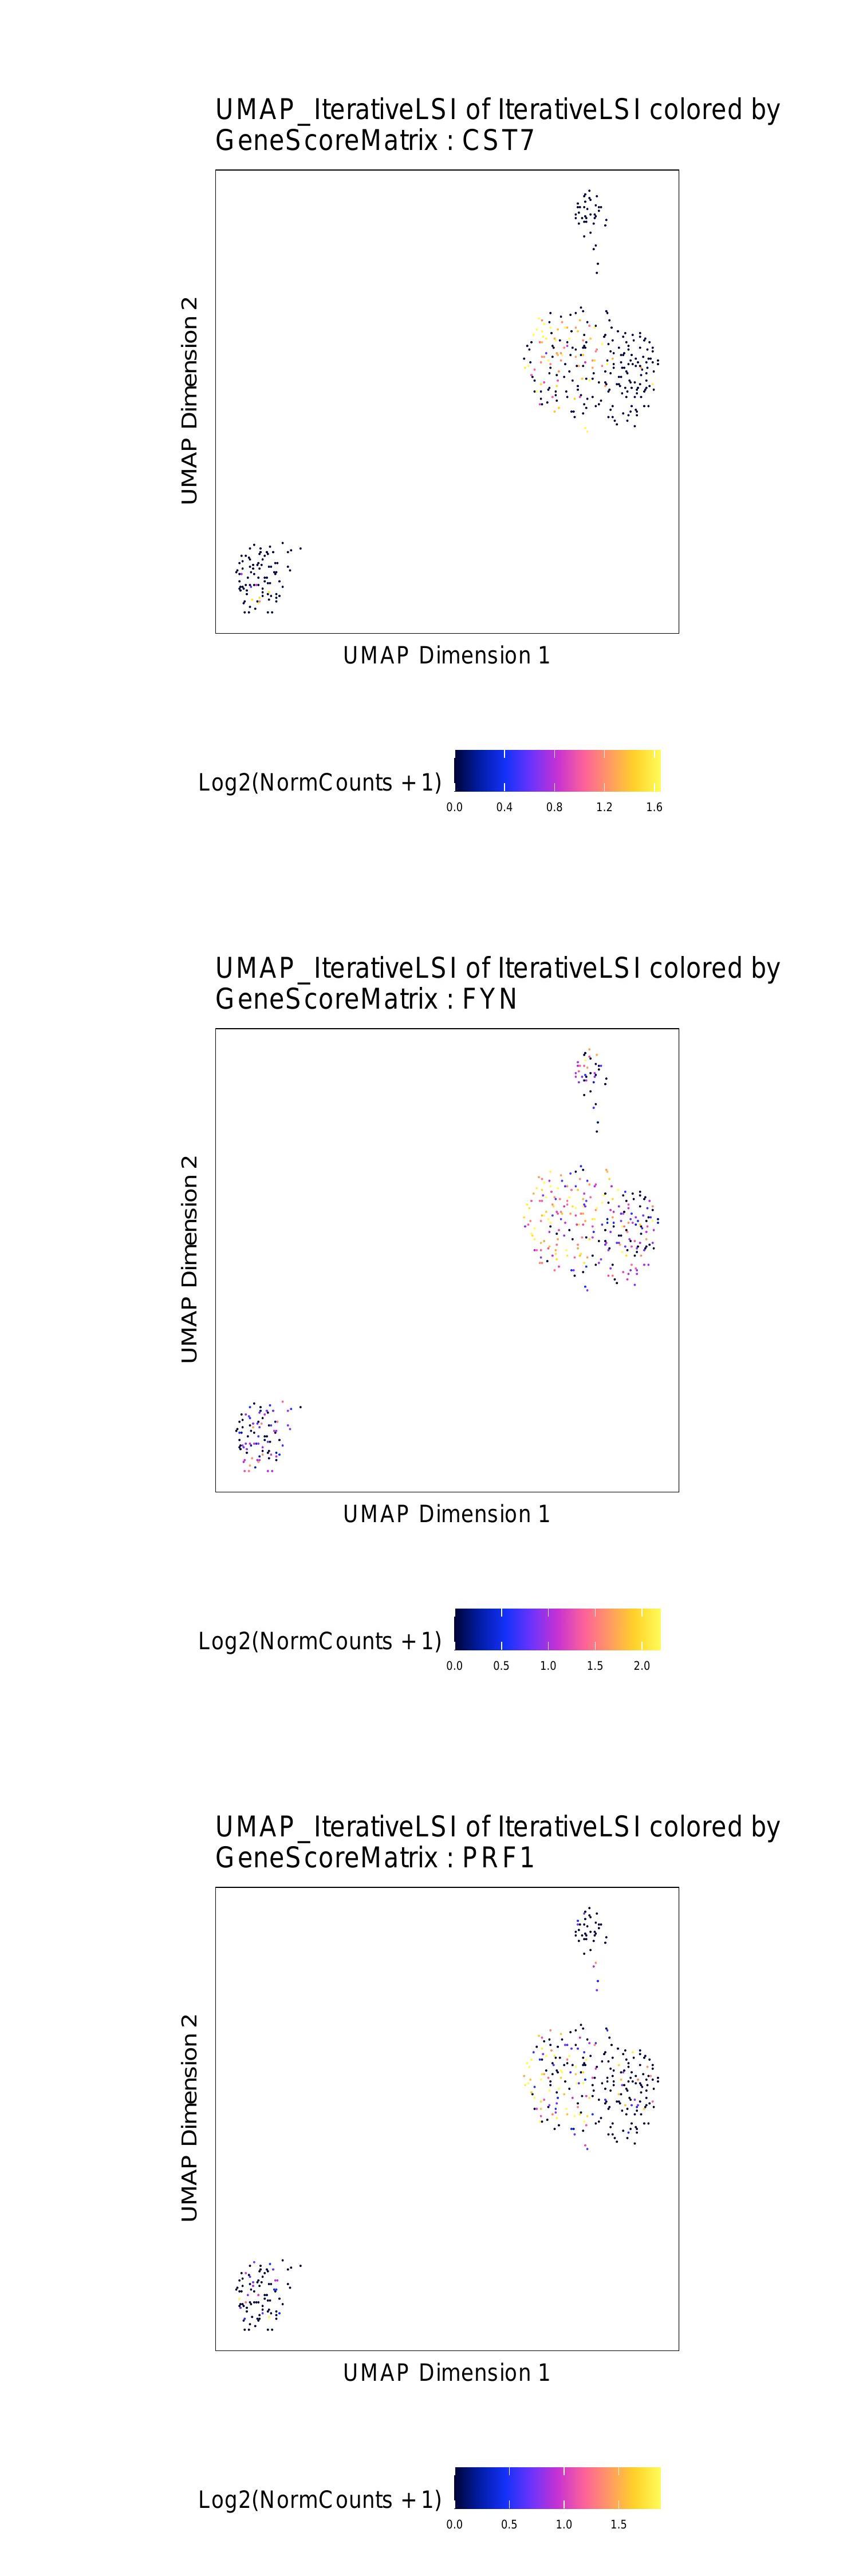 UMAP_IterativeLSI of IterativeLSI colored by
GeneScoreMatrix : CST7
UMAP Dimension 2
UMAP Dimension 1
Log2(NormCounts + 1)
0.0 0.4 0.8 1.2 1.6
UMAP_IterativeLSI of IterativeLSI colored by
GeneScoreMatrix : FYN
UMAP Dimension 2
UMAP Dimension 1
Log2(NormCounts + 1)
0.0 0.5 1.0 1.5 2.0
UMAP_IterativeLSI of IterativeLSI colored by
GeneScoreMatrix : PRF1
UMAP Dimension 2
UMAP Dimension 1
Log2(NormCounts + 1)
0.0 0.5 1.0 1.5